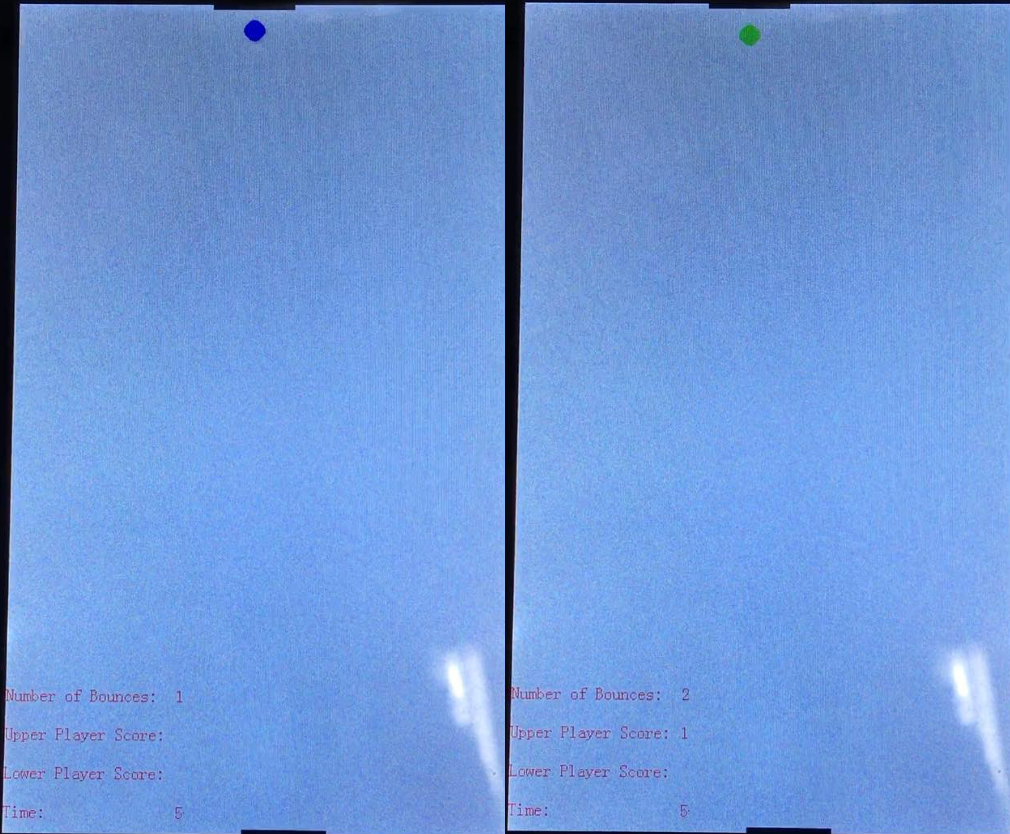 Number of Bounces: 1
Upper Player Score:
Lower Player Score:
Time: 5
Number of Bounces: 2
Upper Player Score: 1
Lower Player Score:
Time: 5